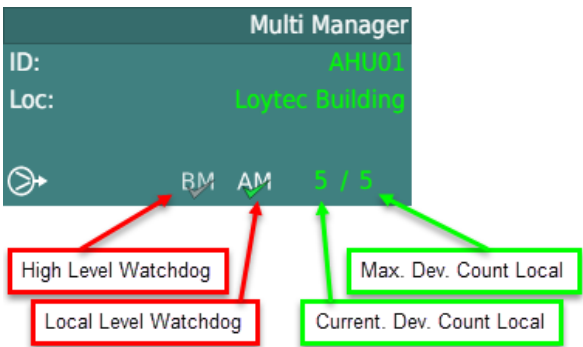 Multi Manager
ID: AHU01
Loc: Loytec Building
BM AM 5 / 5
High Level Watchdog
Max. Dev. Count Local
Local Level Watchdog
Current. Dev. Count Local